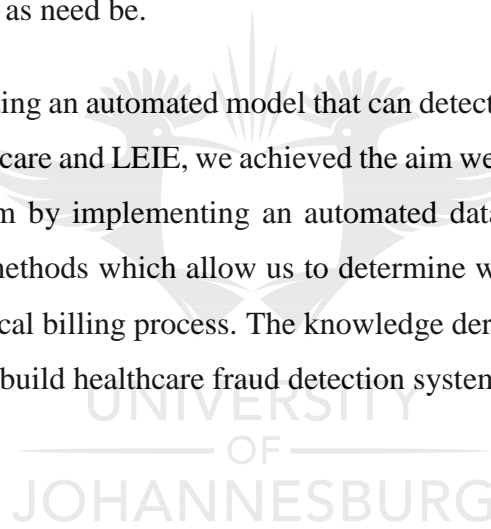 as need be.
ing an automated model that can detect
care and LEIE, we achieved the aim we
m by implementing an automated data
methods which allow us to determine w
cal billing process. The knowledge der
build healthcare fraud detection system
UNIVERSITY
OF
JOHANNESBURG